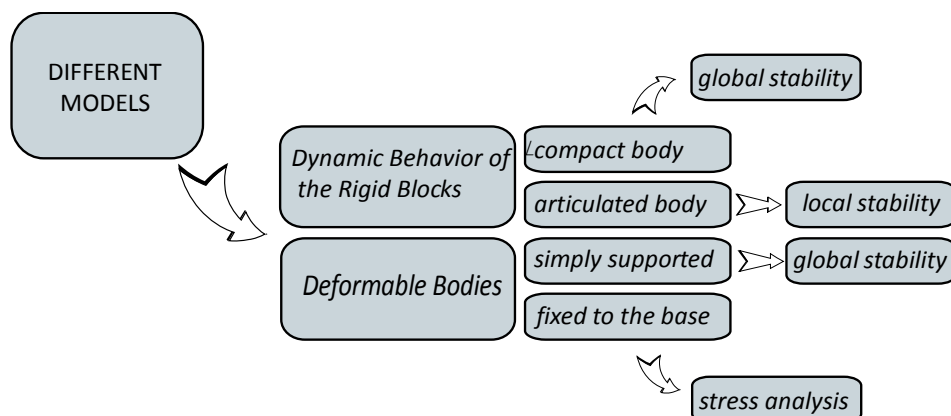 DIFFERENT
MODELS
global stability
Dynamic Behavior of
the Rigid Blocks
compact body
articulated body
local stability
Deformable Bodies
simply supported
global stability
fixed to the base
stress analysis